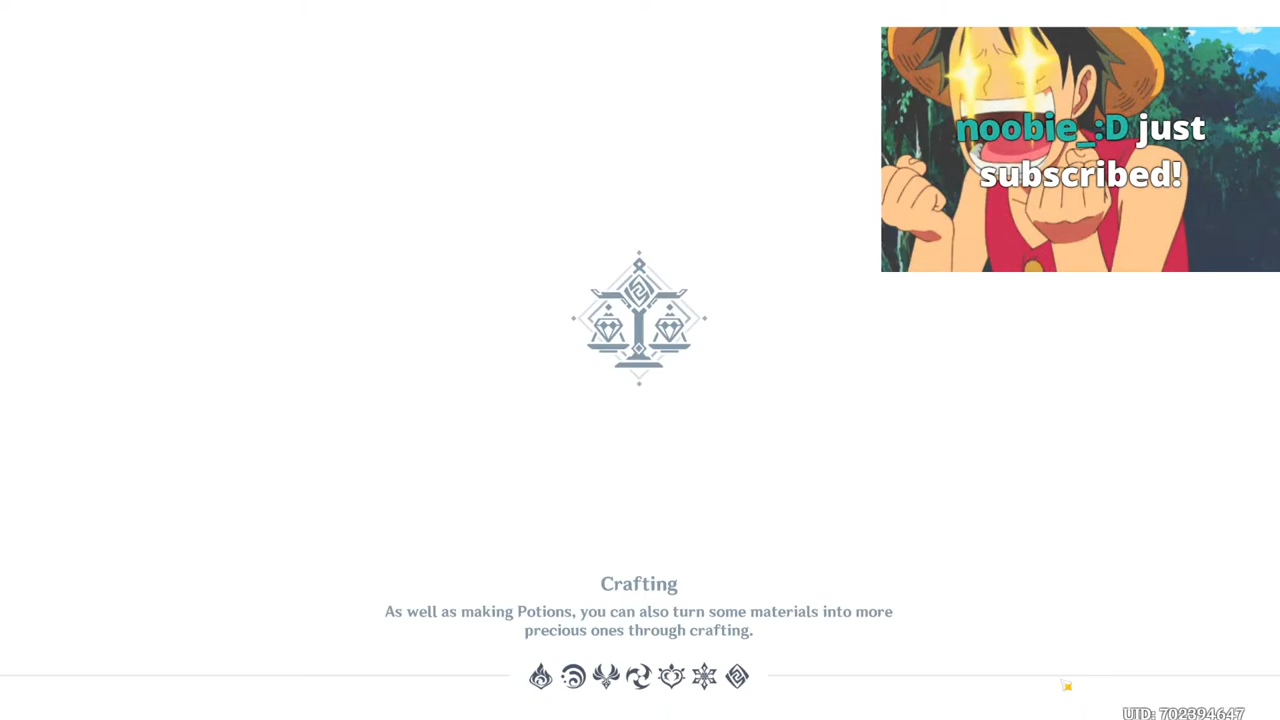 noobie_:D just
subscribed!
Crafting
As well as making Potions, you can also turn some materials into more
precious ones through crafting.
UID: 702394647